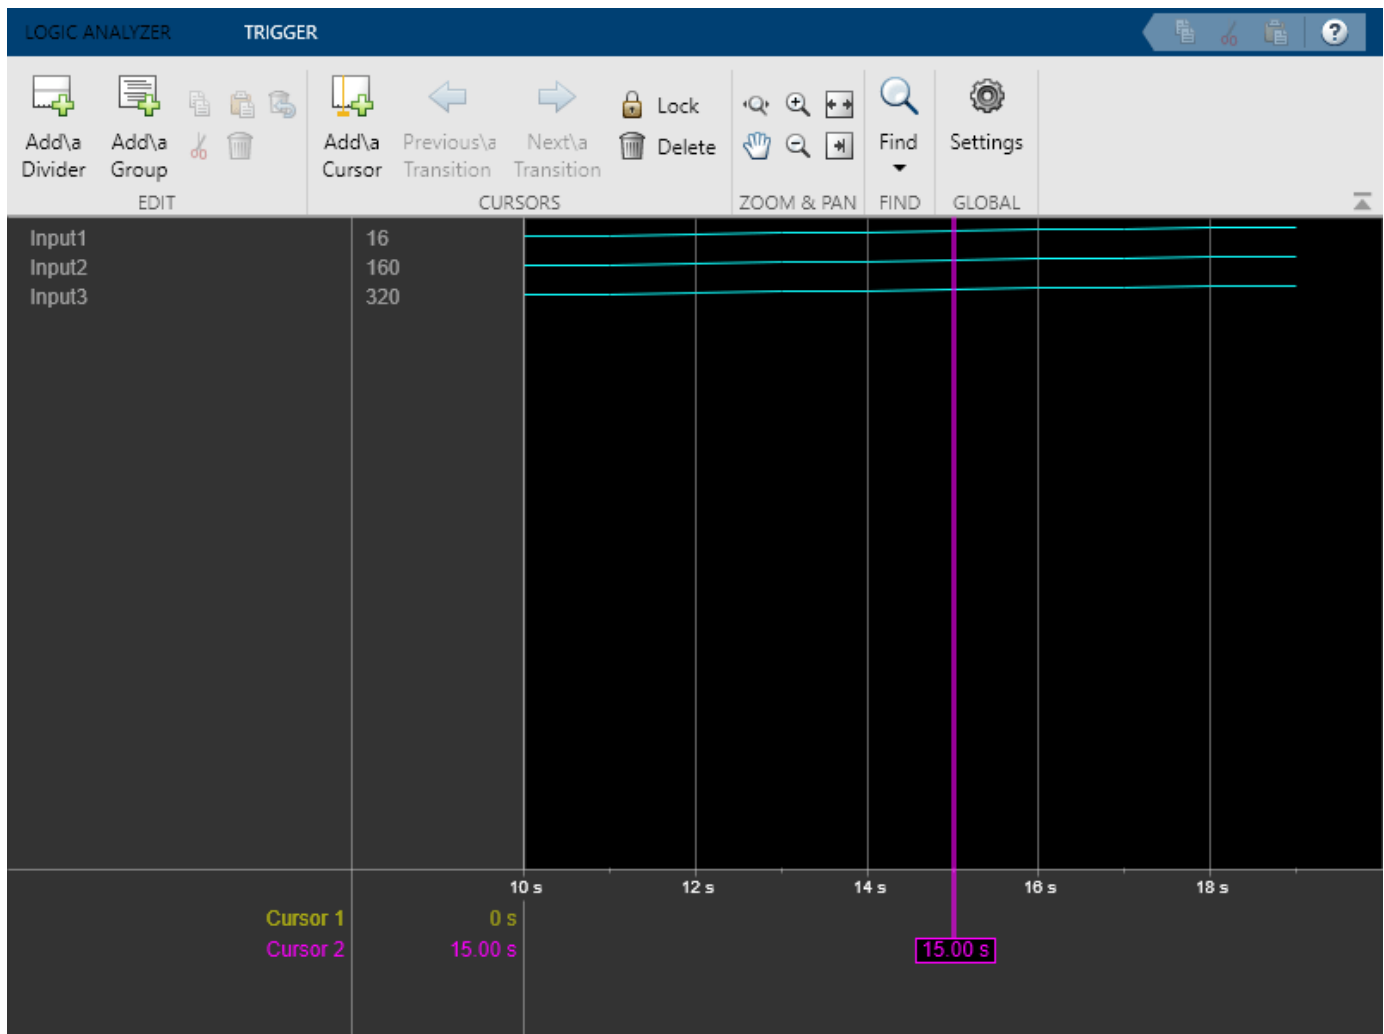 LOGIC ANALYZER TRIGGER
?
Add\a Divider
Add\a Group
Add\a Cursor
Previous\a Transition
Next\a Transition
Lock
Delete
Find
Settings
EDIT CURSORS ZOOM & PAN FIND GLOBAL
Input1 16
Input2 160
Input3 320
10 s 12 s 14 s 16 s 18 s
Cursor 1 0 s
Cursor 2 15.00 s 15.00 s